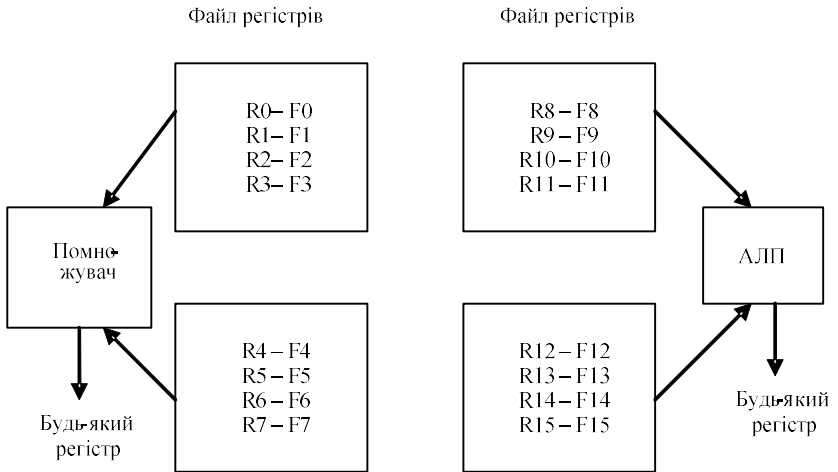 Файл регістрів
Файл регістрів
R0 – F0
R1 – F1
R2 – F2
R3 – F3
R8 – F8
R9 – F9
R10 – F10
R11 – F11
Помно-
жувач
АЛП
R4 – F4
R5 – F5
R6 – F6
R7 – F7
R12 – F12
R13 – F13
R14 – F14
R15 – F15
Будь-який
регістр
Будь-який
регістр